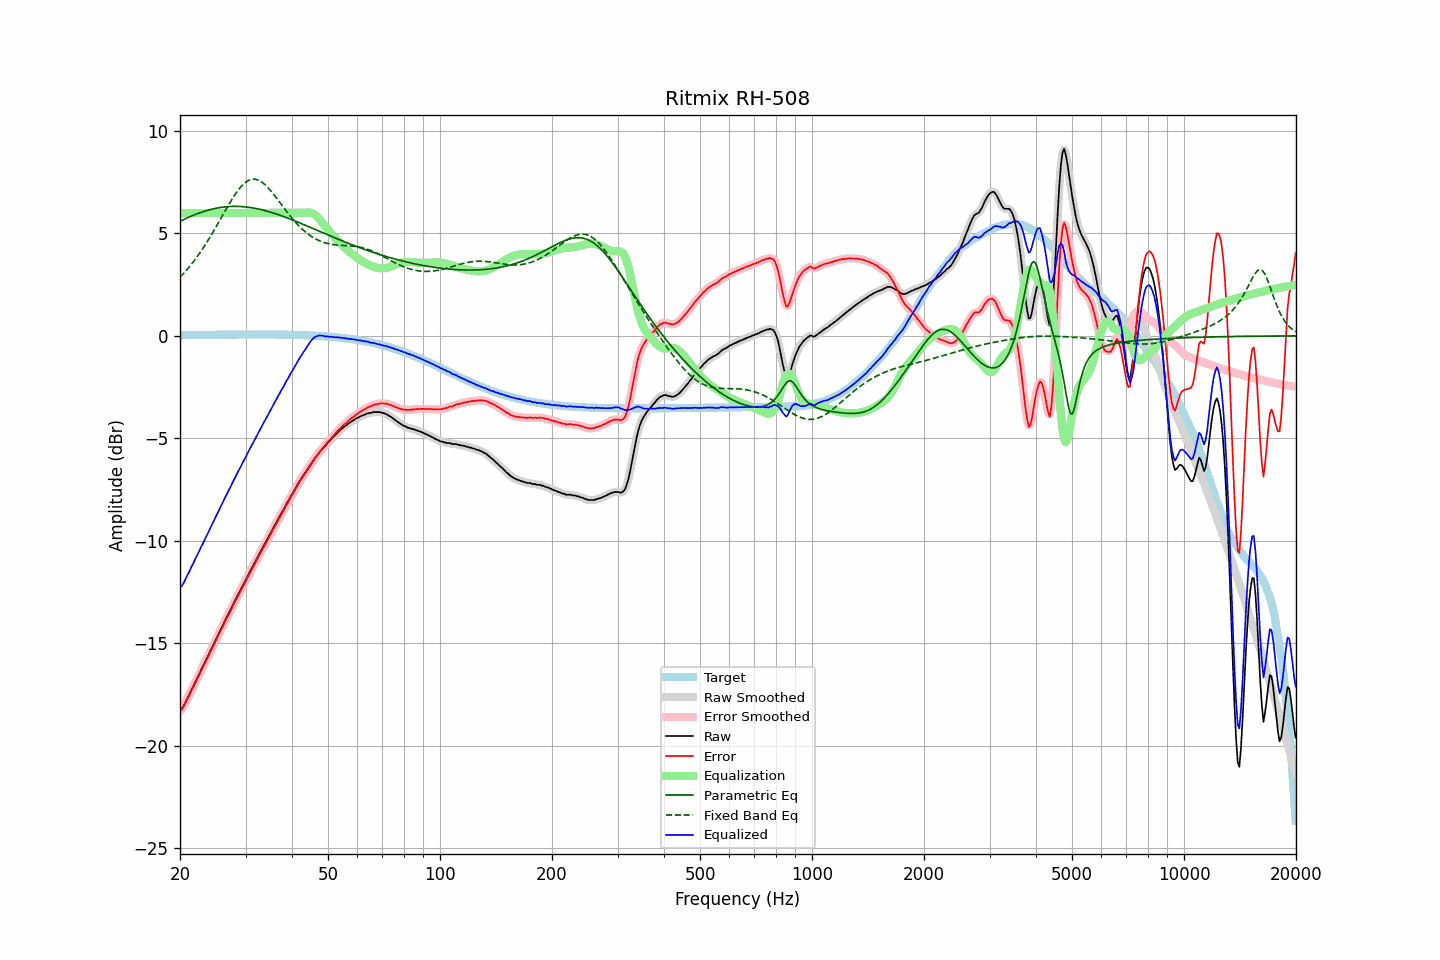 Ritmix RH-508
10
5
0
−5
−10
−15
−20
−25
Amplitude (dBr)
20
50
100
200
500
1000
2000
5000
10000
20000
Frequency (Hz)
Target
Raw Smoothed
Error Smoothed
Raw
Error
Equalization
Parametric Eq
Fixed Band Eq
Equalized